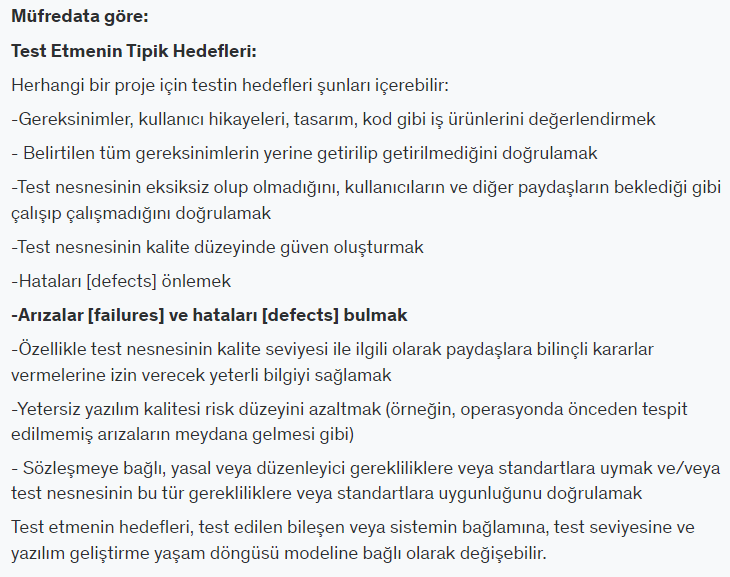 Müfredata göre:
Test Etmenin Tipik Hedefleri:
Herhangi bir proje için testin hedefleri şunları içerebilir:
-Gereksinimler, kullanıcı hikayeleri, tasarım, kod gibi iş ürünlerini değerlendirmek
- Belirtilen tüm gereksinimlerin yerine getirilip getirilmediğini doğrulamak
-Test nesnesinin eksiksiz olup olmadığını, kullanıcıların ve diğer paydaşların beklediği gibi
çalışıp çalışmadığını doğrulamak
-Test nesnesinin kalite düzeyinde güven oluşturmak
-Hataları [defects] önlemek
-Arızalar [failures] ve hataları [defects] bulmak
-Özellikle test nesnesinin kalite seviyesi ile ilgili olarak paydaşlara bilinçli kararlar
vermelerine izin verecek yeterli bilgiyi sağlamak
-Yetersiz yazılım kalitesi risk düzeyini azaltmak (örneğin, operasyonda önceden tespit
edilmemiş arızaların meydana gelmesi gibi)
- Sözleşmeye bağlı, yasal veya düzenleyici gerekliliklere veya standartlara uymak ve/veya
test nesnesinin bu tür gerekliliklere veya standartlara uygunluğunu doğrulamak
Test etmenin hedefleri, test edilen bileşen veya sistemin bağlamına, test seviyesine ve
yazılım geliştirme yaşam döngüsü modeline bağlı olarak değişebilir.